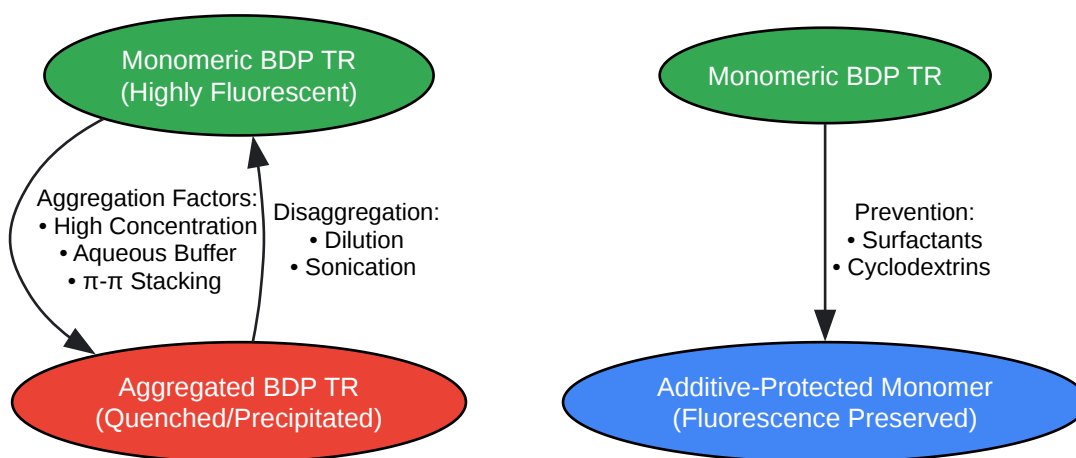 Monomeric BDP TR
(Highly Fluorescent)
Aggregation Factors:
• High Concentration
• Aqueous Buffer
• π-π Stacking
Disaggregation:
• Dilution
• Sonication
Aggregated BDP TR
(Quenched/Precipitated)
Monomeric BDP TR
Prevention:
• Surfactants
• Cyclodextrins
Additive-Protected Monomer
(Fluorescence Preserved)